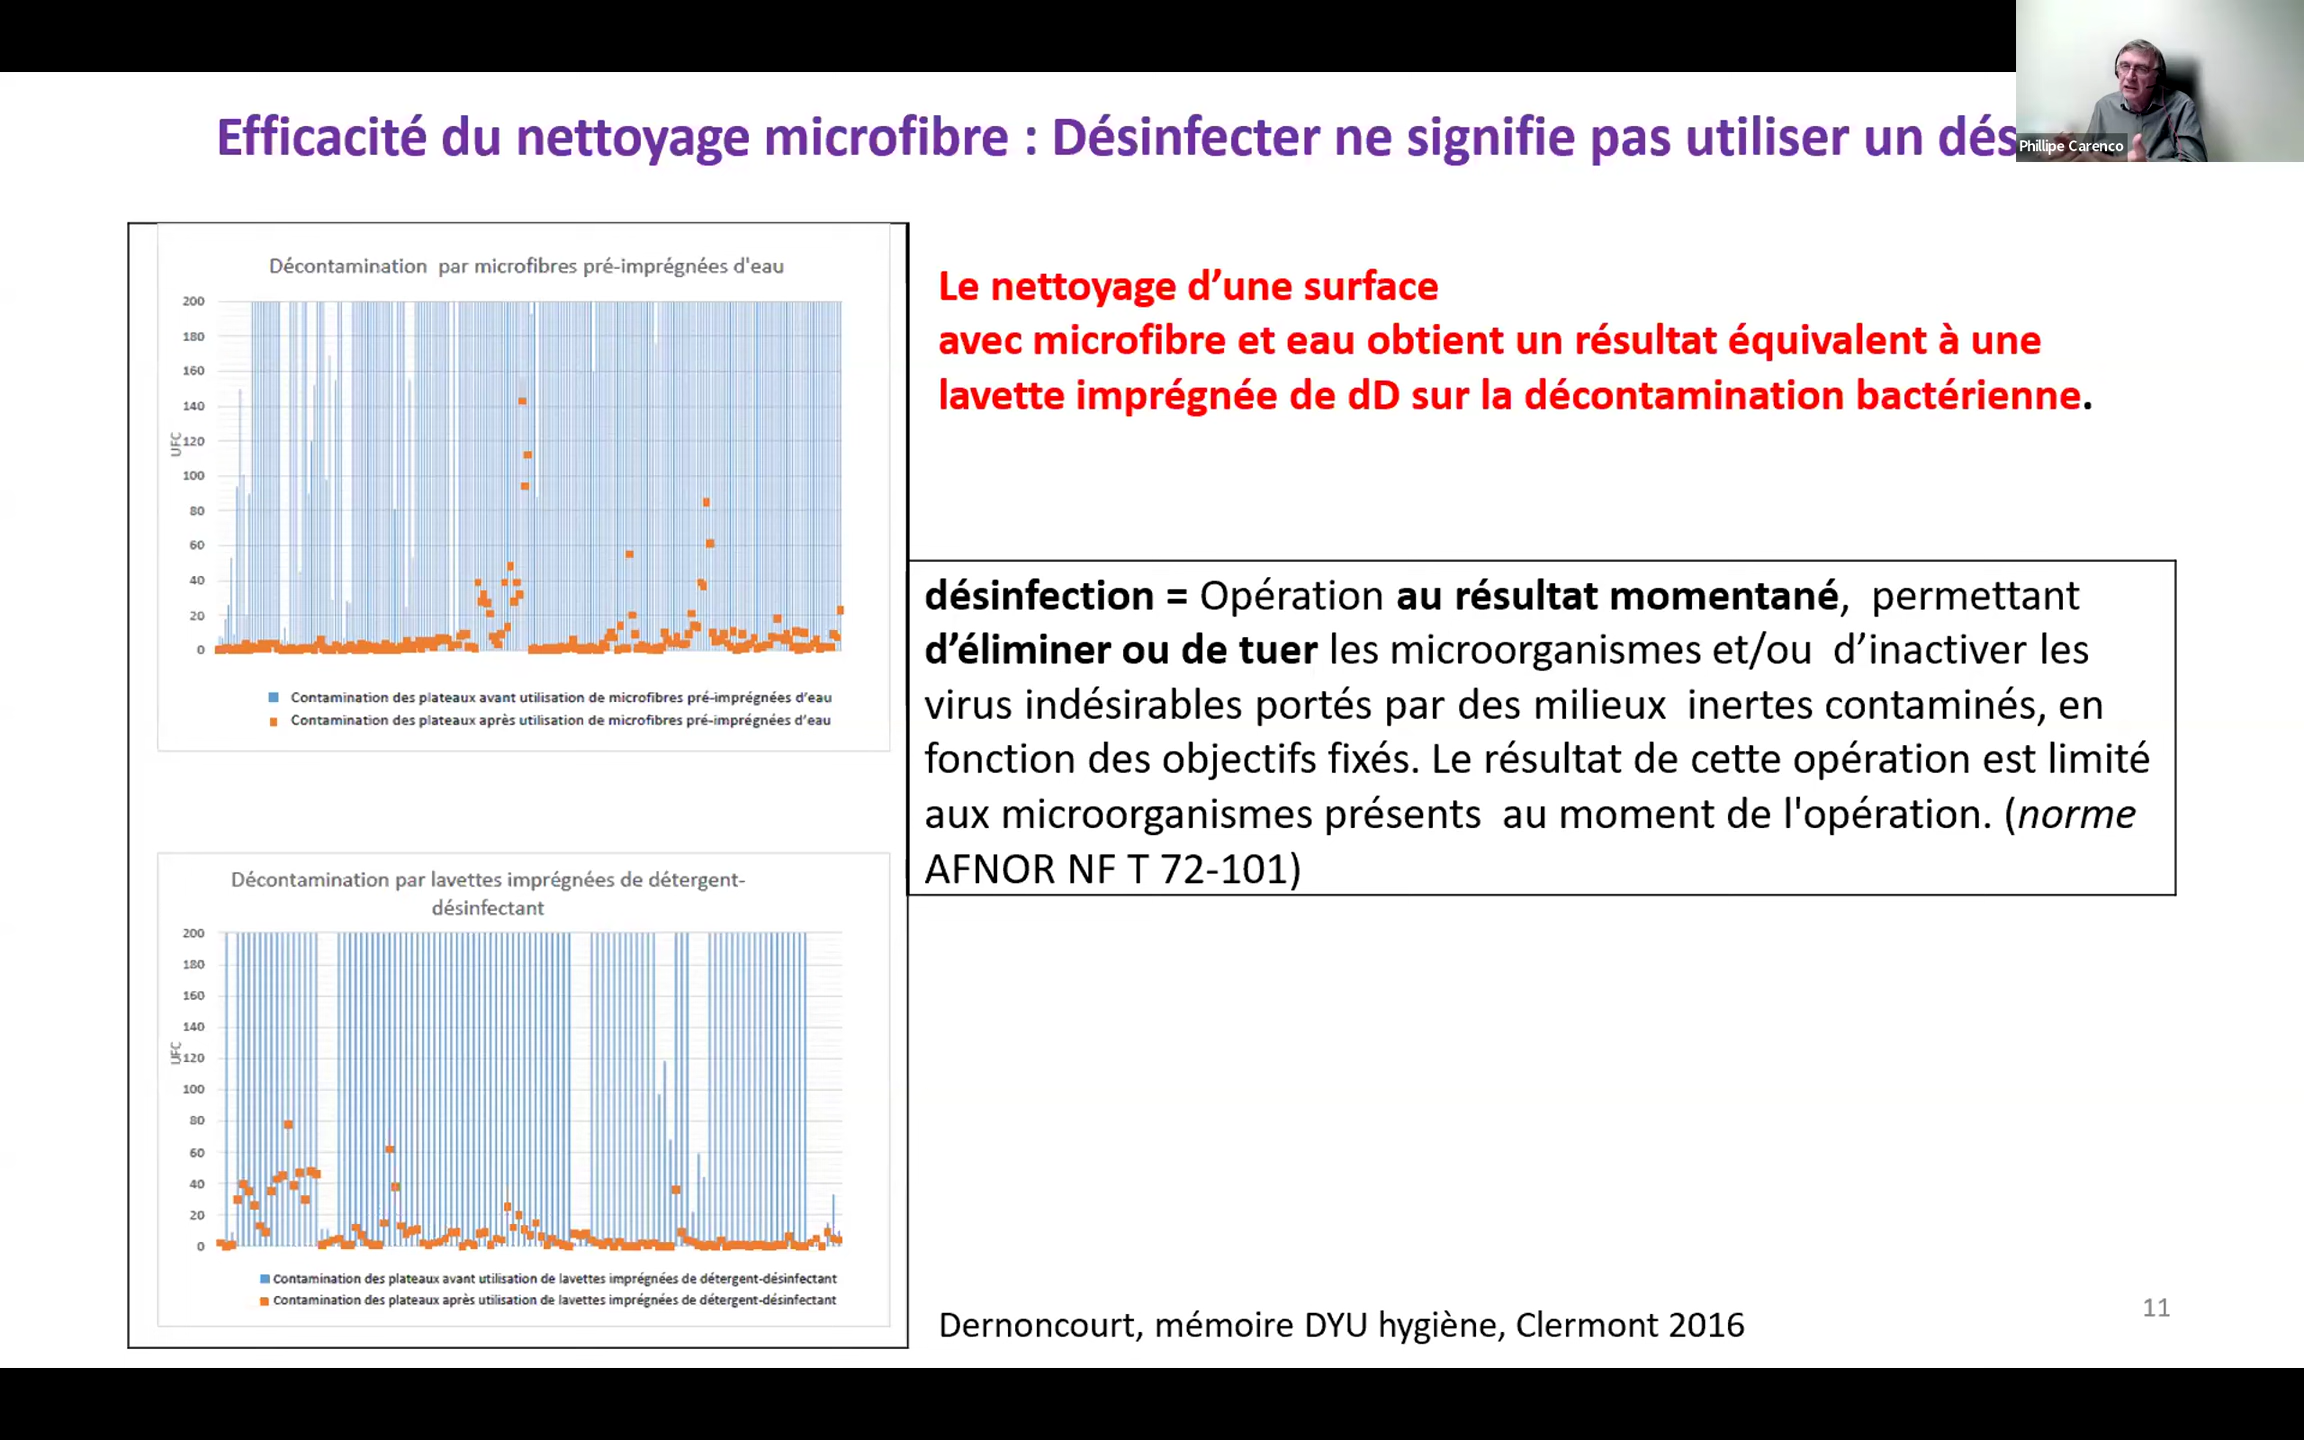 Efficacité du nettoyage microfibre : Désinfecter ne signifie pas utiliser un dés
Phillipe Carenco
Décontamination par microfibres pré-imprégnées d'eau
200
180
160
140
120
100
80
60
40
20
0
UFC
Contamination des plateaux avant utilisation de microfibres pré-imprégnées d'eau
Contamination des plateaux après utilisation de microfibres pré-imprégnées d'eau
Le nettoyage d’une surface
avec microfibre et eau obtient un résultat équivalent à une
lavette imprégnée de dD sur la décontamination bactérienne.
désinfection = Opération au résultat momentané, permettant
d’éliminer ou de tuer les microorganismes et/ou d’inactiver les
virus indésirables portés par des milieux inertes contaminés, en
fonction des objectifs fixés. Le résultat de cette opération est limité
aux microorganismes présents au moment de l'opération. (norme
AFNOR NF T 72-101)
Décontamination par lavettes imprégnées de détergent-
désinfectant
200
180
160
140
120
100
80
60
40
20
0
UFC
Contamination des plateaux avant utilisation de lavettes imprégnées de détergent-désinfectant
Contamination des plateaux après utilisation de lavettes imprégnées de détergent-désinfectant
Dernoncourt, mémoire DYU hygiène, Clermont 2016
11